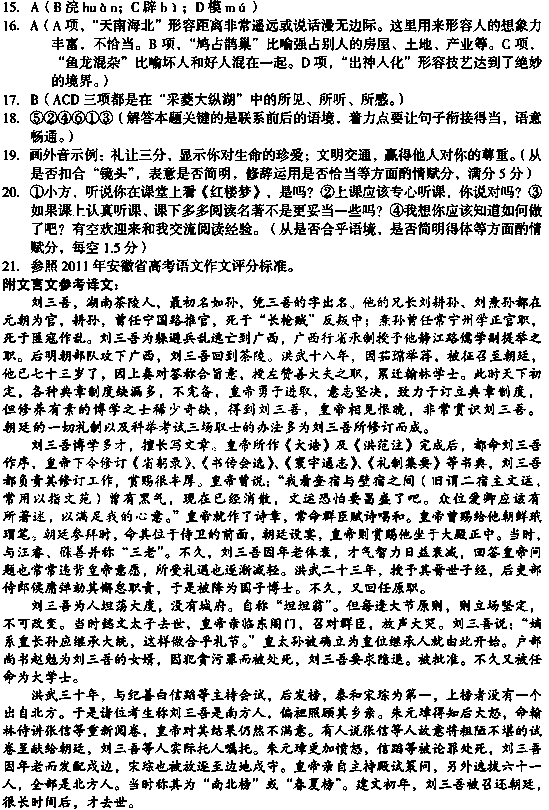 15. A（B浣huàn；C辟bì；D模mú）
16. A（A项，“天南海北”形容距离非常遥远或说话漫无边际。这里用来形容人的想象力
丰富，不恰当。B项，“鸠占鹊巢”比喻强占别人的房屋、土地、产业等。C项，
“鱼龙混杂”比喻坏人和好人混在一起。D项，“出神入化”形容技艺达到了绝妙
的境界。）
17. B（ACD三项都是在“采菱大纵湖”中的所见、所听、所感。）
18. ⑤②④⑥①③（解答本题关键的是联系前后的语境，着力点要让句子衔接得当，语意
畅通。）
19. 画外音示例：礼让三分，显示你对生命的珍爱；文明交通，赢得他人对你的尊重。（从
是否扣合“镜头”，表意是否简明，修辞运用是否恰当等方面酌情赋分，满分5分）
20. ①小方，听说你在课堂上看《红楼梦》，是吗？②上课应该专心听课，你说对吗？③
如果课上认真听课、课下多多阅读名著不是更妥当一些吗？④我想你应该知道如何做
了吧？有空欢迎来和我交流阅读经验。（从是否合乎语境，是否简明得体等方面酌情
赋分，每空1.5分）
21. 参照2011年安徽省高考语文作文评分标准。
附文言文参考译文：
刘三吾，湖南茶陵人，最初名如孙，凭三吾的字出名。他的兄长刘耕孙、刘焘孙都在
元朝为官，耕孙，曾任宁国路推官，死于“长枪贼”反叛中；焘孙曾任常宁州学正官职，
死于匪寇作乱。刘三吾为躲避兵乱逃亡到广西，广西行省承制授予他静江路儒学副提举之
职。后明朝部队攻下广西，刘三吾回到茶陵。洪武十八年，因茹瑺举荐，被征召至朝廷，
他已七十三岁了，因上奏对答称合旨意，授左赞善大夫之职，累迁翰林学士。此时天下初
定，各种典章制度缺漏多，不完备，皇帝勇于进取，意志坚决，致力于订立典章制度，
但修养有素的博学之士稀少奇缺，得到刘三吾，皇帝相见恨晚，非常赏识刘三吾。
朝廷的一切礼制以及科举考试三场取士的办法多为刘三吾所修订而成。
刘三吾博学多才，擅长写文章。皇帝所作《大诰》及《洪范注》完成后，都命刘三吾
作序，皇帝下令修订《省躬录》、《书传会选》、《寰宇通志》、《礼制集要》等书典，刘三吾
都负责其修订工作，赏赐很丰厚。皇帝曾说：“我看奎宿与壁宿之间（旧谓二宿主文运，
常用以指文苑）曾有黑气，现在已经消散，文运恐怕要昌盛了吧。众位爱卿应该有
所著述，以满足我的心意。”皇帝就作了诗章，常命群臣赋诗唱和。皇帝曾赐给他朝鲜玳
瑁笔。朝廷参拜时，命其位于侍卫的前面，朝廷设宴，皇帝则赏赐他坐于大殿正中。当时，
与汪睿、朱善并称“三老”。不久，刘三吾因年老体衰，才气智力日益衰减，回答皇帝问
题也常常违背皇帝意愿，所受礼遇也逐渐减轻。洪武二十三年，授予其晋世子经，后吏部
侍郎侯庸弹劾其懈怠职责，于是被降为国子博士。不久，又回任原职。
刘三吾为人坦荡大度，没有城府。自称“坦坦翁”。但每逢大节原则，则立场坚定，
不可改变。当时懿文太子去世，皇帝亲临东阁门，召对群臣，放声大哭。刘三吾说：“嫡
系皇长孙应继承大统，这样做合乎礼节。”皇太孙被确立为皇位继承人就由此开始。户部
尚书赵勉为刘三吾的女婿，因犯贪污罪而被处死，刘三吾要求隐退。被批准。不久又被任
命为大学士。
洪武三十年，与纪善白信蹈等主持会试，后发榜，泰和宋琮为第一，上榜者没有一个
出自北方。于是诸位考生称刘三吾是南方人，偏袒照顾其乡亲。朱元璋得知后大怒，命翰
林侍讲张信等重新阅卷，皇帝对其结果仍然不满意。有人说张信等人故意将粗陋不堪的试
卷呈献给朝廷，刘三吾等人实际托人嘱托。朱元璋更加愤怒，信蹈等被论罪处死，刘三吾
因年老而发配戍边，宋琮也被放逐至边地戍守。皇帝亲自主持殿试策问，另外选拔六十一
人，全部是北方人。当时称其为“南北榜”或“春夏榜”。建文初年，刘三吾被召还朝廷，
很长时间后，才去世。